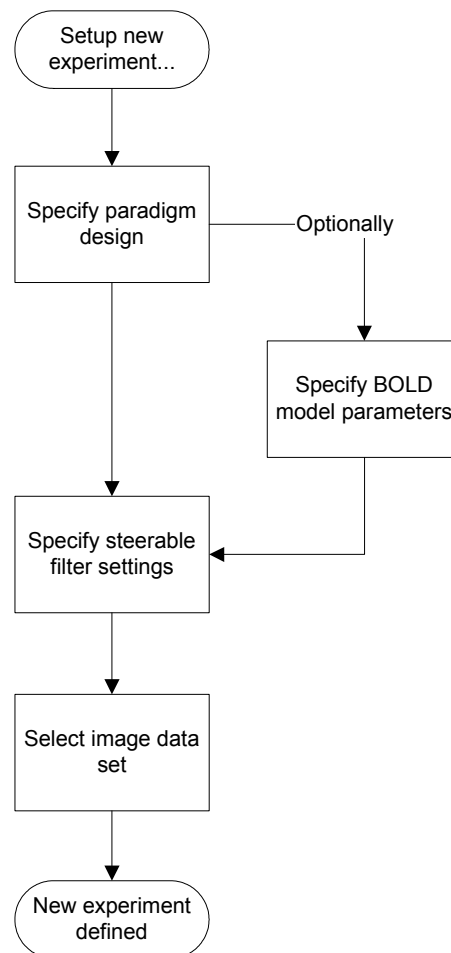 Setup new
experiment...
Specify paradigm
design
Optionally
Specify BOLD
model parameters
Specify steerable
filter settings
Select image data
set
New experiment
defined